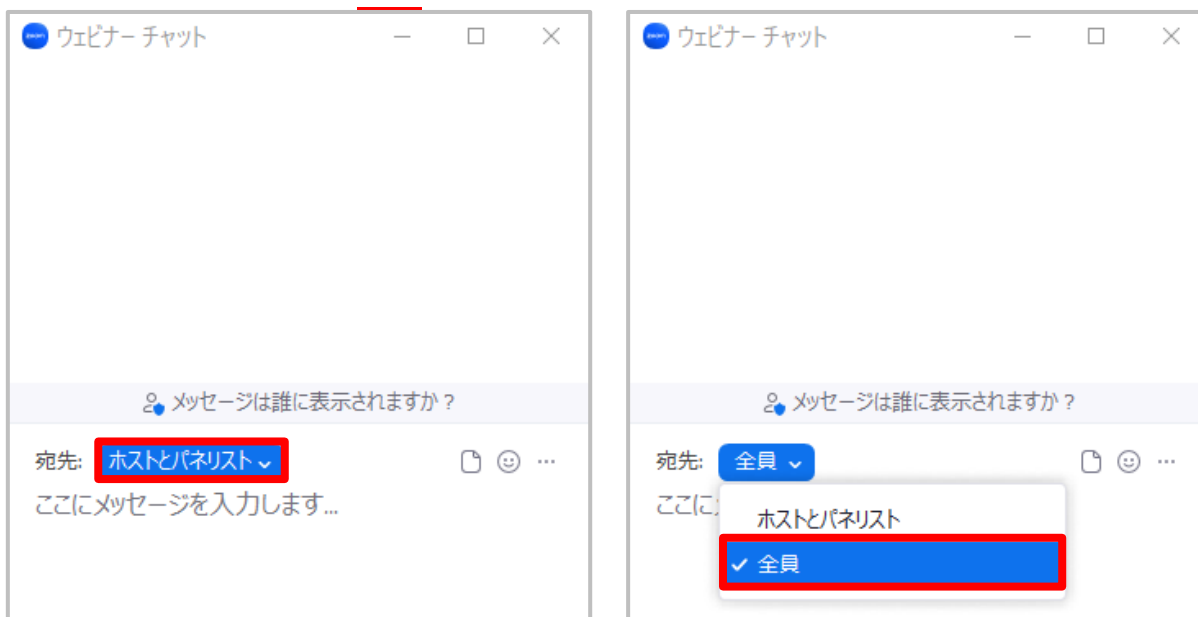 ウェビナー チャット
メッセージは誰に表示されますか？
宛先: ホストとパネリスト
ここにメッセージを入力します...
ウェビナー チャット
メッセージは誰に表示されますか？
宛先: 全員
ここに
ホストとパネリスト
全員